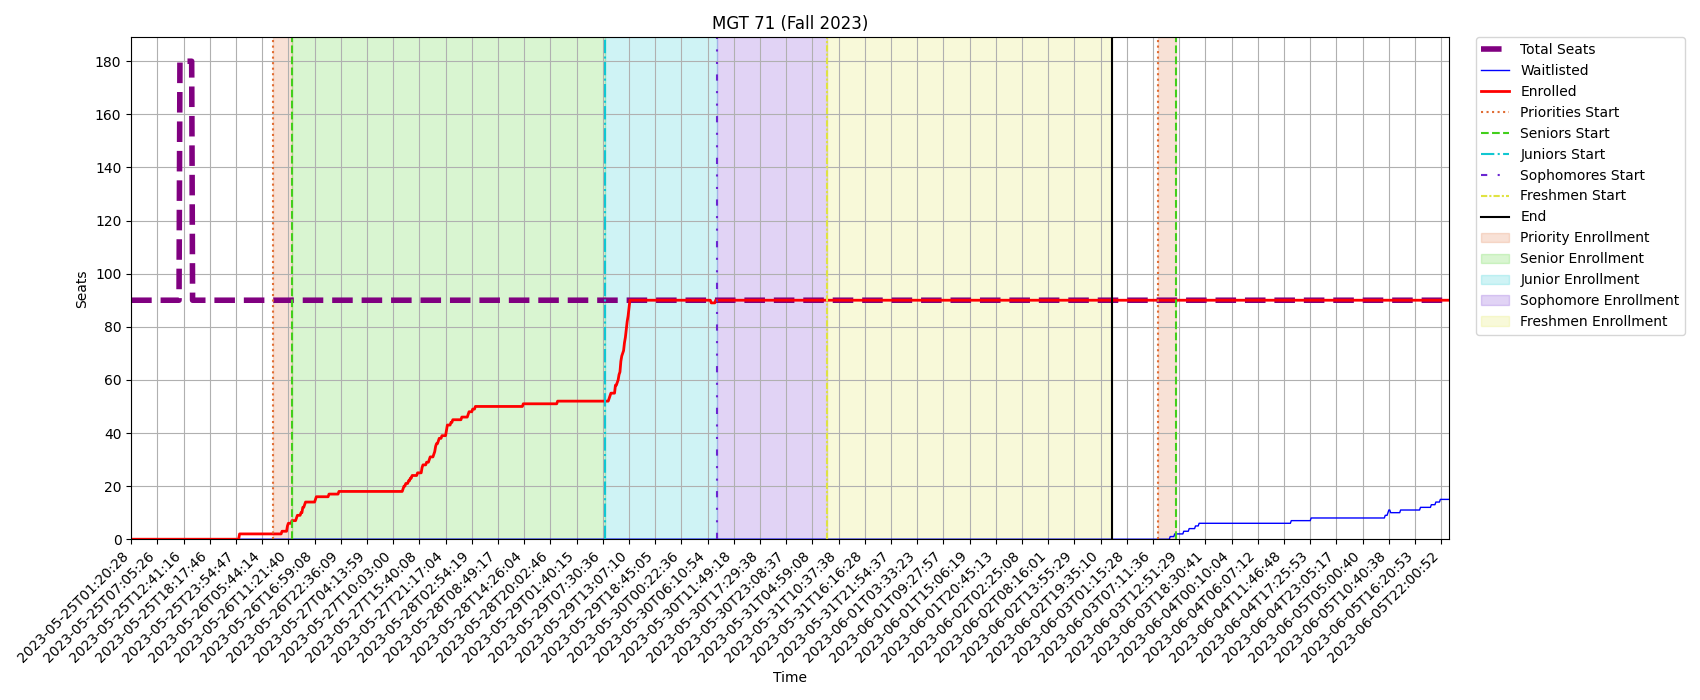 MGT 71 (Fall 2023)
Seats
180
160
140
120
100
80
60
40
20
0
2023-05-25T01:20:28
2023-05-25T07:05:26
2023-05-25T12:41:16
2023-05-25T18:17:46
2023-05-25T23:54:47
2023-05-26T05:44:14
2023-05-26T11:21:40
2023-05-26T16:59:08
2023-05-26T22:36:09
2023-05-27T04:13:59
2023-05-27T10:03:00
2023-05-27T15:40:08
2023-05-27T21:17:04
2023-05-28T02:54:19
2023-05-28T08:49:17
2023-05-28T14:26:04
2023-05-28T20:02:46
2023-05-29T01:40:15
2023-05-29T07:30:36
2023-05-29T13:07:10
2023-05-29T18:45:05
2023-05-30T00:22:36
2023-05-30T06:10:54
2023-05-30T11:49:18
2023-05-30T17:29:38
2023-05-30T23:08:37
2023-05-31T04:59:08
2023-05-31T10:37:38
2023-05-31T16:16:28
2023-05-31T21:54:37
2023-06-01T03:33:23
2023-06-01T09:27:57
2023-06-01T15:06:19
2023-06-01T20:45:13
2023-06-02T02:25:08
2023-06-02T08:16:01
2023-06-02T13:55:29
2023-06-02T19:35:10
2023-06-03T01:15:28
2023-06-03T07:11:36
2023-06-03T12:51:29
2023-06-03T18:30:41
2023-06-04T00:10:04
2023-06-04T06:07:12
2023-06-04T11:46:48
2023-06-04T17:25:53
2023-06-04T23:05:17
2023-06-05T05:00:40
2023-06-05T10:40:38
2023-06-05T16:20:53
2023-06-05T22:00:52
Time
Total Seats
Waitlisted
Enrolled
Priorities Start
Seniors Start
Juniors Start
Sophomores Start
Freshmen Start
End
Priority Enrollment
Senior Enrollment
Junior Enrollment
Sophomore Enrollment
Freshmen Enrollment